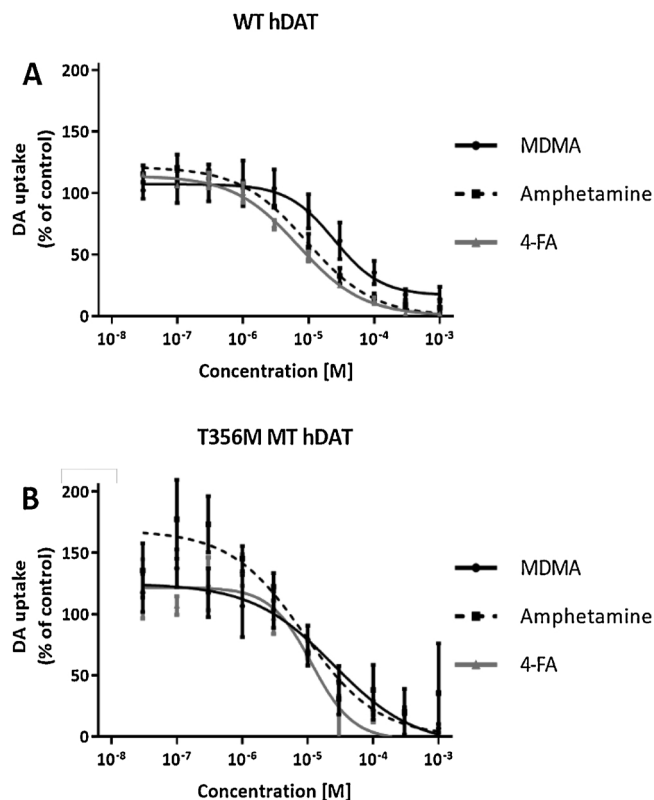 WT hDAT
A
DA uptake
(% of control)
200
150
100
50
0
10-8 10-7 10-6 10-5 10-4 10-3
Concentration [M]
MDMA
Amphetamine
4-FA
T356M MT hDAT
B
DA uptake
(% of control)
200
150
100
50
0
10-8 10-7 10-6 10-5 10-4 10-3
Concentration [M]
MDMA
Amphetamine
4-FA